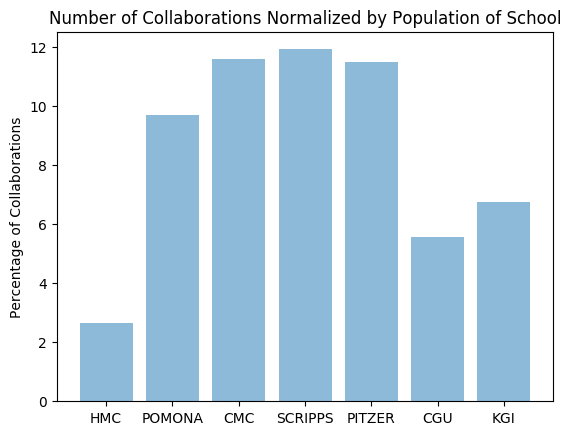 Number of Collaborations Normalized by Population of School
Percentage of Collaborations
12
10
8
6
4
2
0
HMC POMONA CMC SCRIPPS PITZER CGU KGI